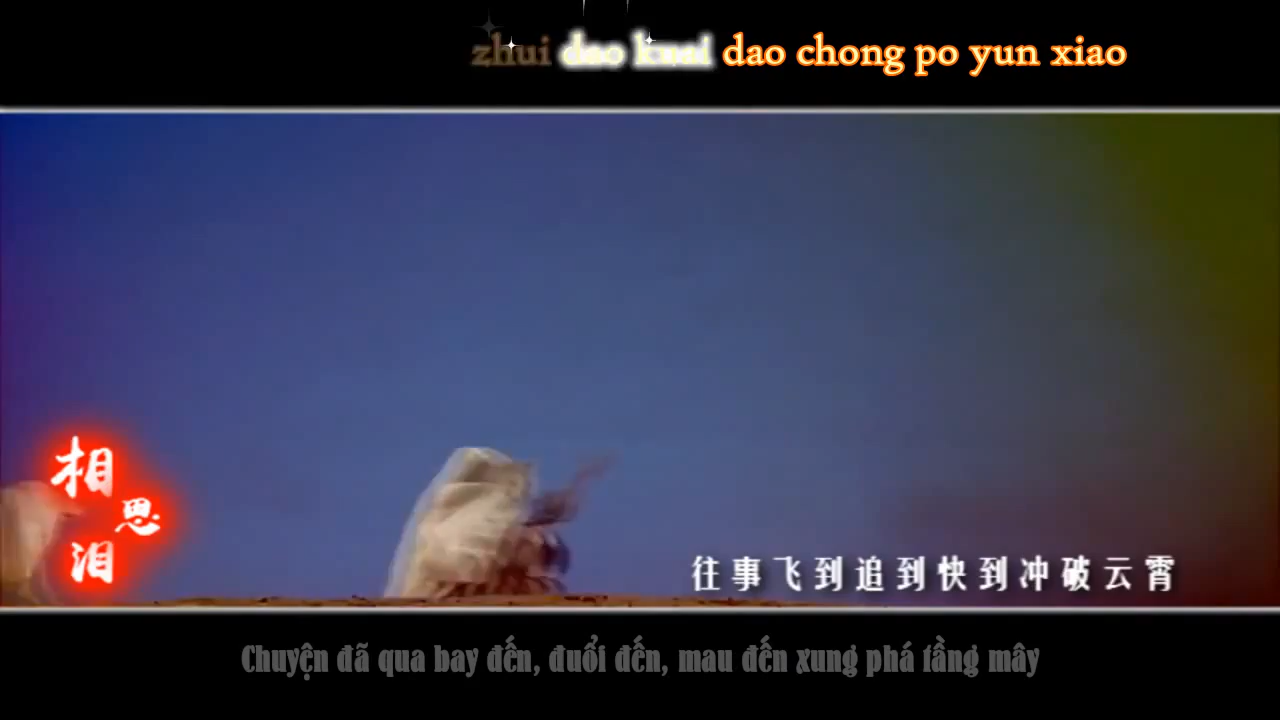 zhui dao kuai dao chong po yun xiao
相思泪
往事飞到追到快到冲破云霄
Chuyện đã qua bay đến, đuổi đến, mau đến xung phá tầng mây